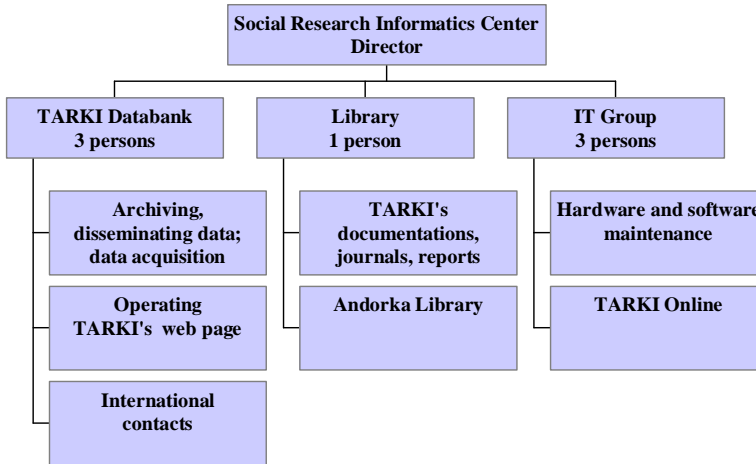 Social Research Informatics Center
Director
TARKI Databank
3 persons
Library
1 person
IT Group
3 persons
Archiving,
disseminating data;
data acquisition
Operating
TARKI's web page
International
contacts
TARKI's
documentations,
journals, reports
Andorka Library
Hardware and software
maintenance
TARKI Online